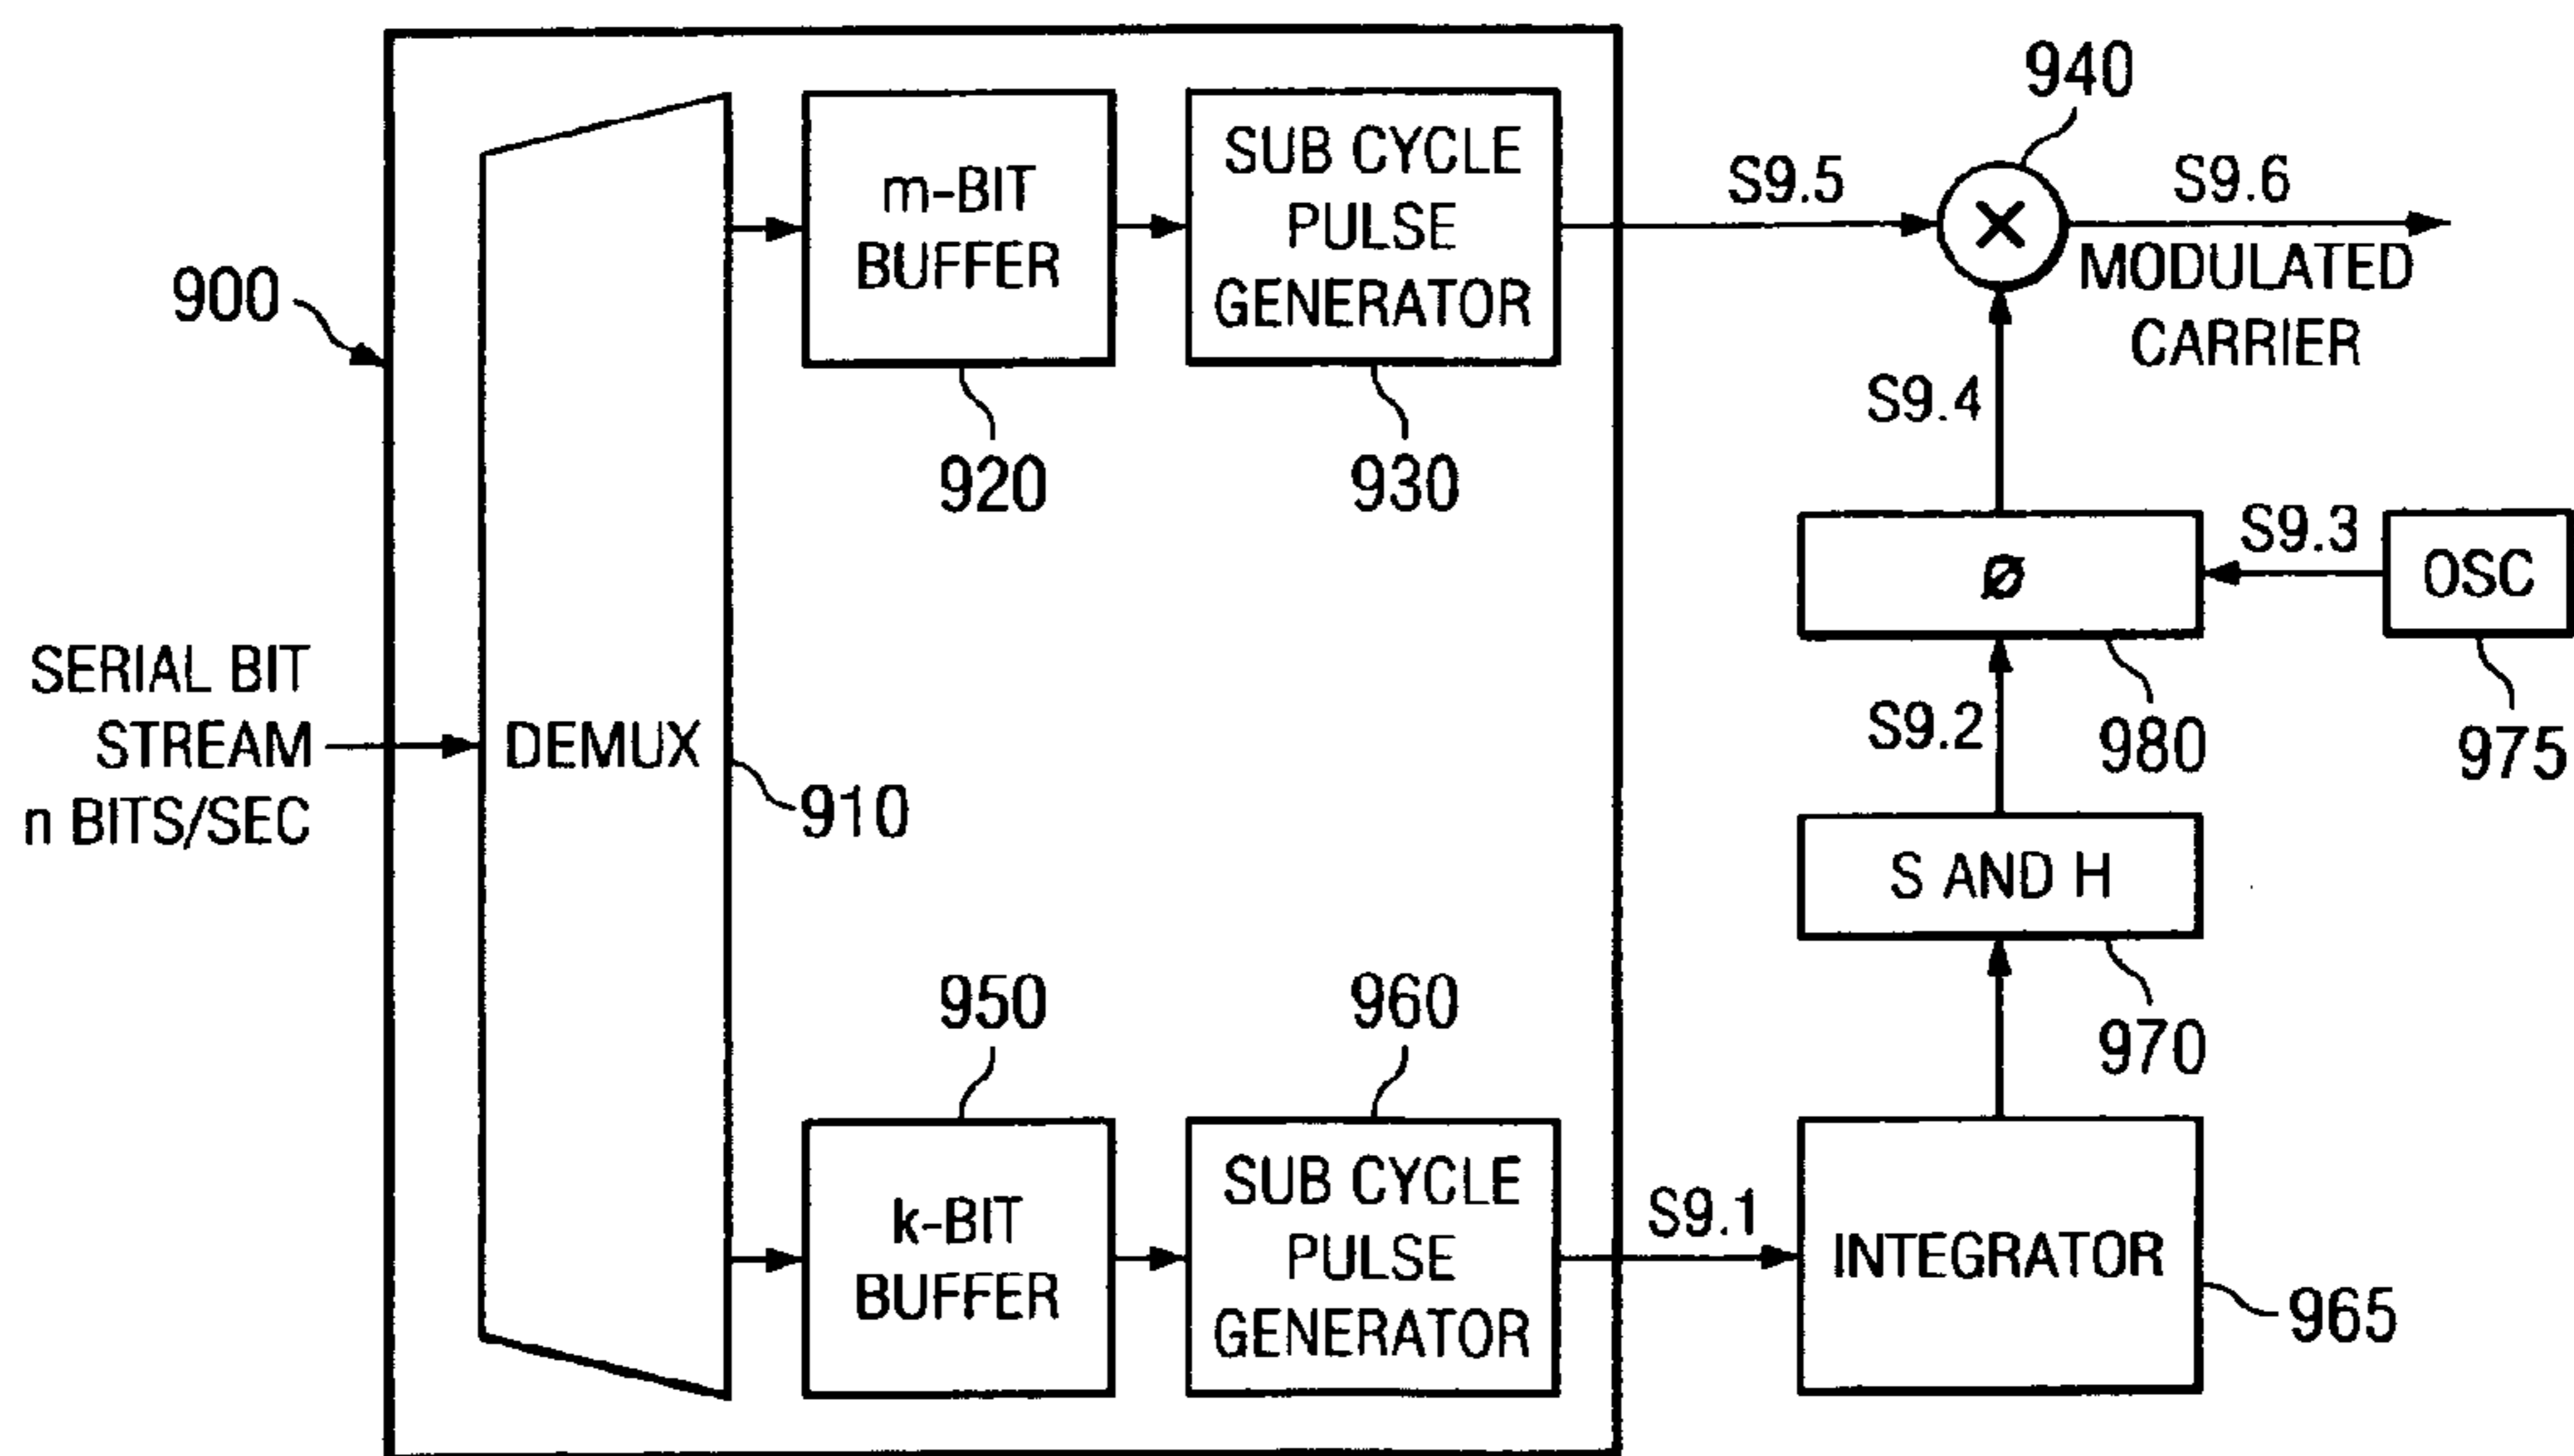 940
SUB CYCLE
PULSE
GENERATOR
m-BIT
BUFFER
S9.5
S9.6
×
MODULATED
CARRIER
900
S9.4
920
930
S9.3
OSC
Ø
SERIAL BIT
STREAM
n BITS/SEC
DEMUX
910
S9.2
980
975
S AND H
970
950
960
k-BIT
BUFFER
SUB CYCLE
PULSE
GENERATOR
S9.1
INTEGRATOR
965